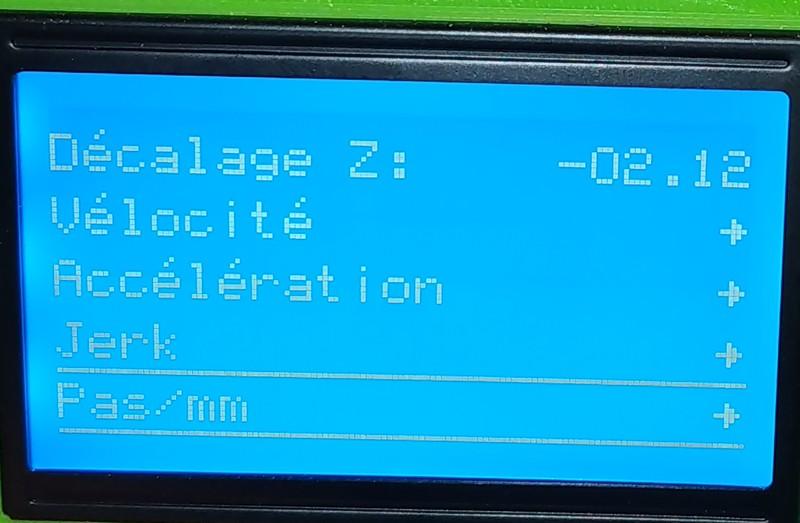 Décalage Z: -02.12
Vélocité →
Accélération →
Jerk →
Pas/mm →